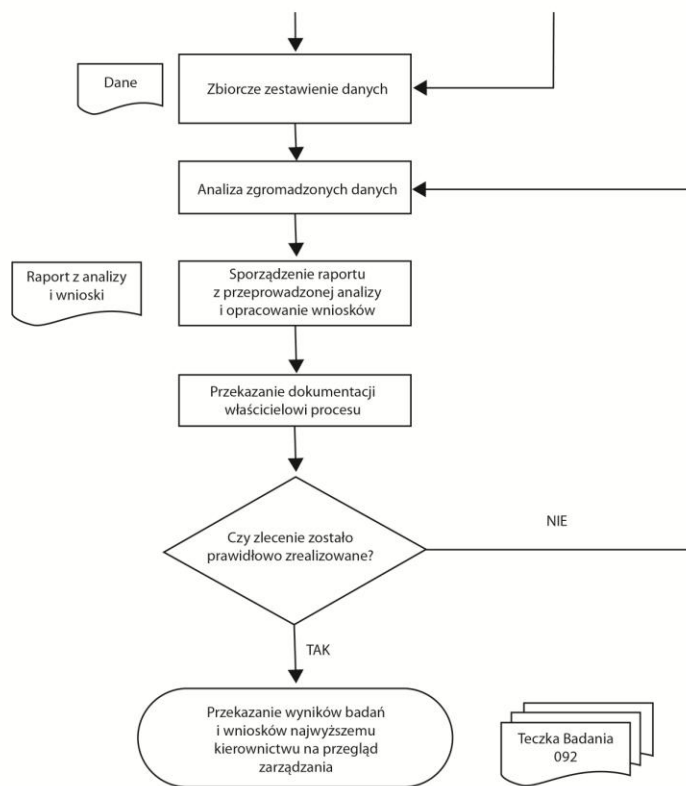 Dane
Zbiorcze zestawienie danych
Analiza zgromadzonych danych
Raport z analizy
i wnioski
Sporządzenie raportu
z przeprowadzonej analizy
i opracowanie wniosków
Przekazanie dokumentacji
właścicielowi procesu
Czy zlecenie zostało
prawidłowo zrealizowane?
NIE
TAK
Przekazanie wyników badań
i wniosków najwyższemu
kierownictwu na przegląd
zarządzania
Teczka Badania
092